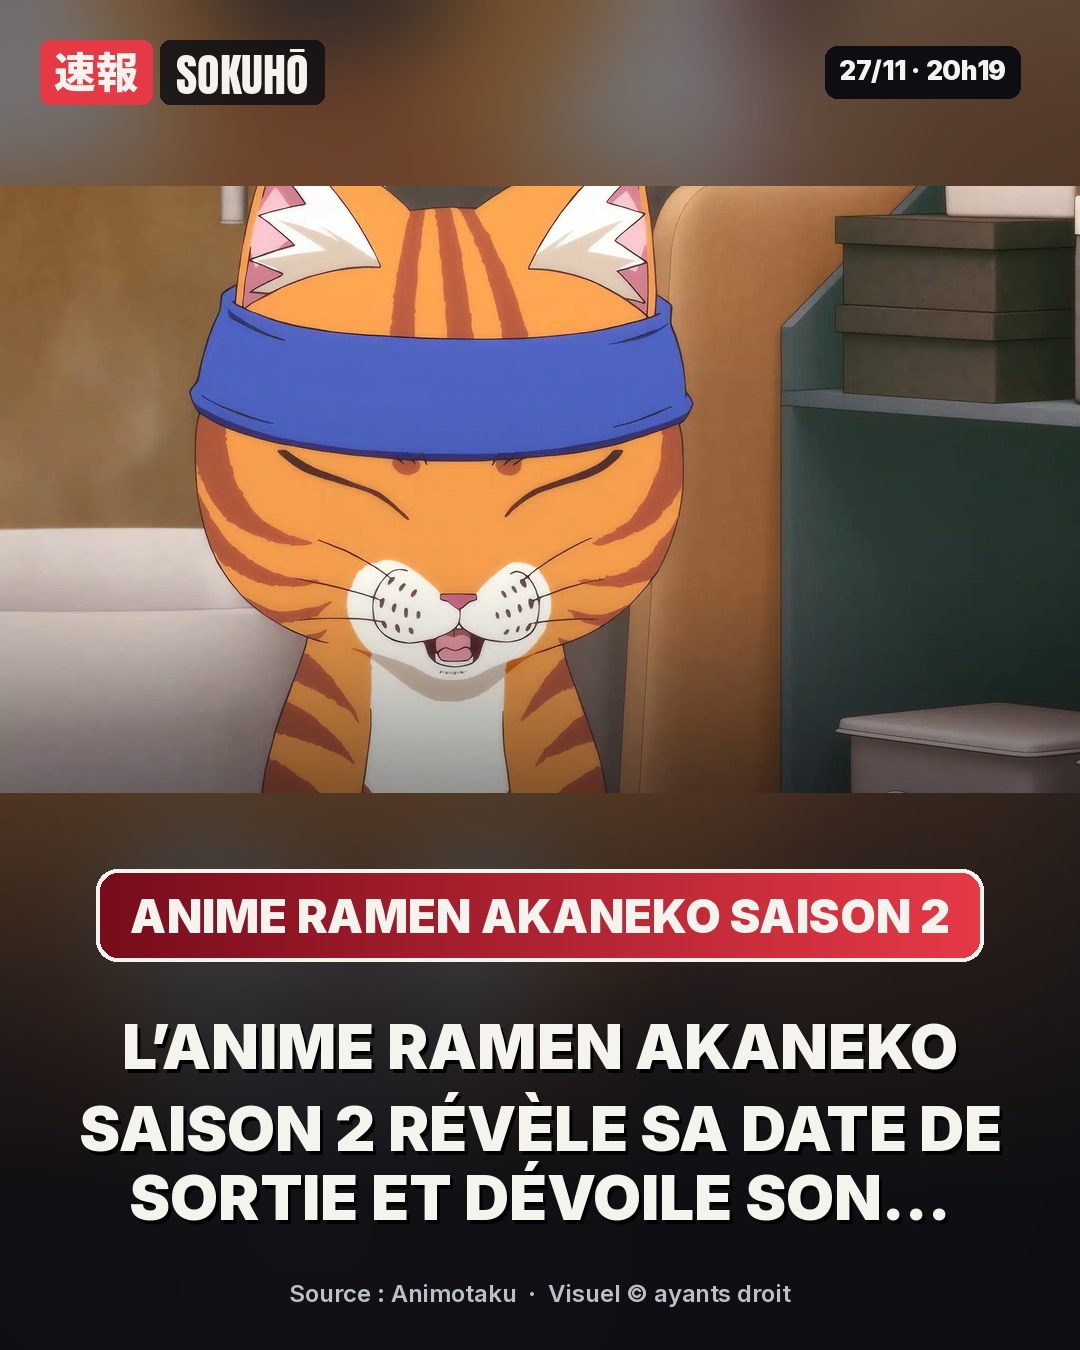 速報 SOKUHŌ
27/11 · 20h19
ANIME RAMEN AKANEKO SAISON 2
L’ANIME RAMEN AKANEKO
SAISON 2 RÉVÈLE SA DATE DE
SORTIE ET DÉVOILE SON...
Source : Animotaku · Visuel © ayants droit